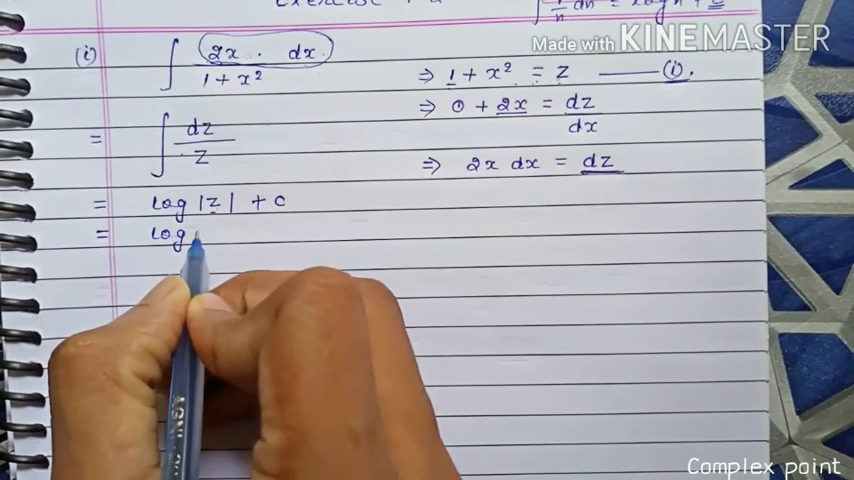 Made with KINEMASTER
(i) ∫ 2x . dx / 1 + x² ⇒ 1 + x² = z —— (i)
⇒ 0 + 2x = dz / dx
= ∫ dz / z
⇒ 2x dx = dz
= log |z| + c
= log
Complex point